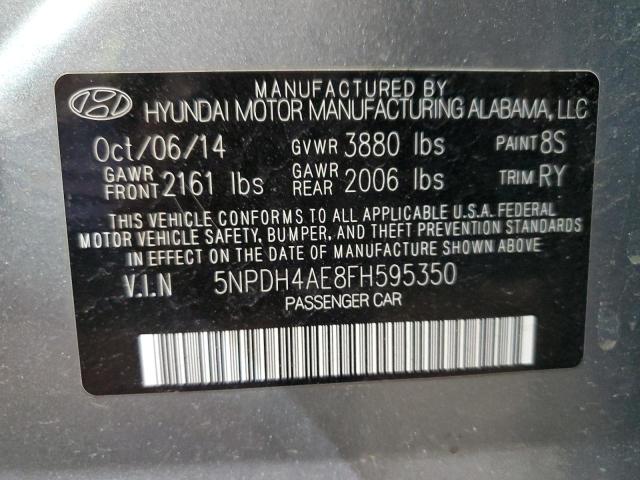 MANUFACTURED BY
HYUNDAI MOTOR MANUFACTURING ALABAMA, LLC
Oct/06/14 GVWR 3880 lbs PAINT 8S
GAWR FRONT 2161 lbs GAWR REAR 2006 lbs TRIM RY
THIS VEHICLE CONFORMS TO ALL APPLICABLE U.S.A. FEDERAL
MOTOR VEHICLE SAFETY, BUMPER, AND THEFT PREVENTION STANDARDS
IN EFFECT ON THE DATE OF MANUFACTURE SHOWN ABOVE
V.I.N 5NPDH4AE8FH595350
PASSENGER CAR